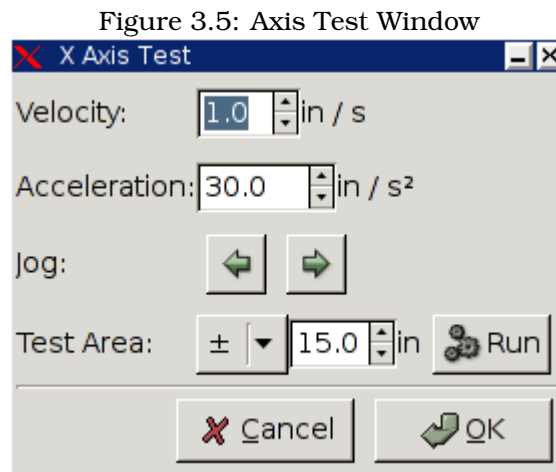 Figure 3.5: Axis Test Window
X Axis Test
Velocity: 1.0 in / s
Acceleration: 30.0 in / s²
Jog:
Test Area: ± 15.0 in Run
Cancel OK